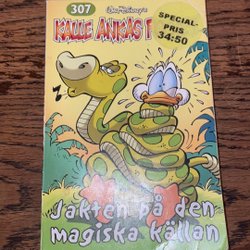 307
Walt Disney's
KALLE ANKAS P
SPECIAL-
PRIS
34:50
Jakten på den
magiska källan